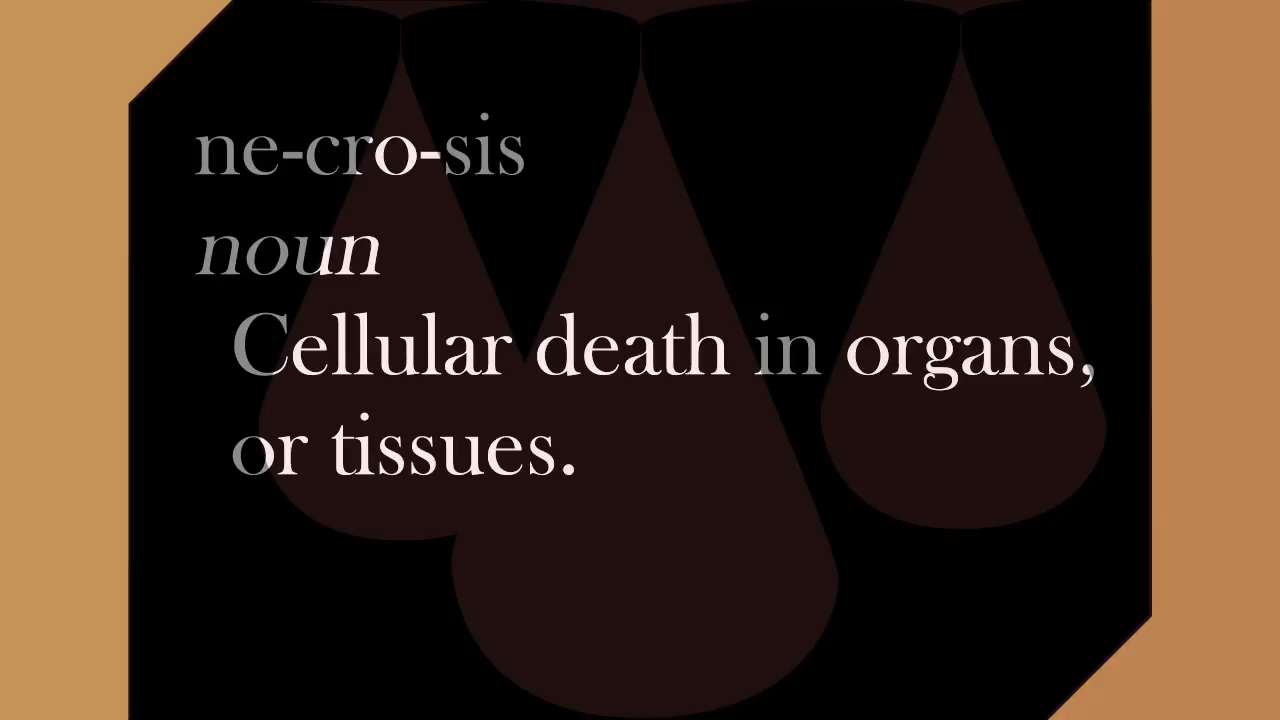 ne-cro-sis
noun
Cellular death in organs,
or tissues.